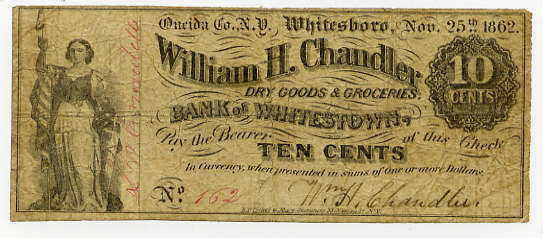 Oneida Co. N.Y. Whitesboro, Nov. 25th 1862.
William H. Chandler
DRY GOODS & GROCERIES.
10
CENTS
BANK of WHITESTOWN,
Pay the Bearer at this Check
TEN CENTS
In Currency, when presented in sums of One or more Dollars.
No. 162
Wm H. Chandler